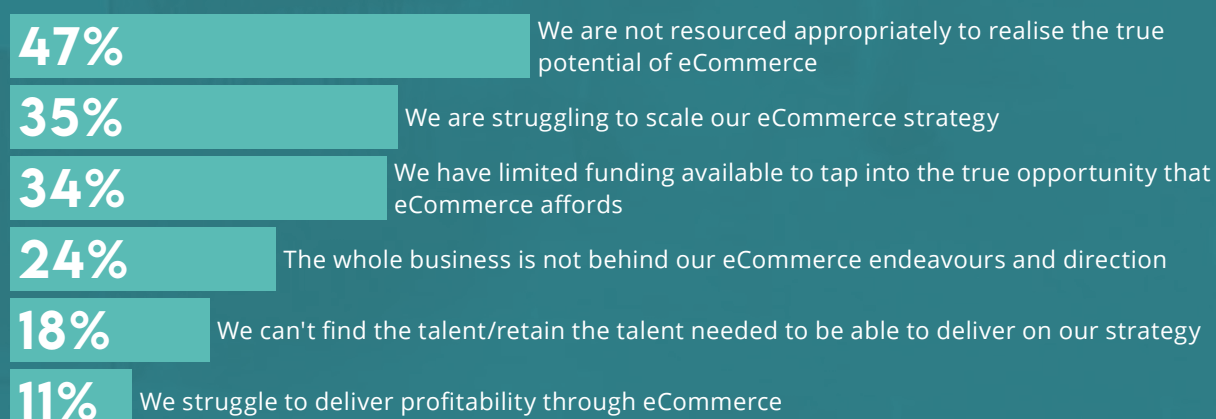 47%
We are not resourced appropriately to realise the true
potential of eCommerce
35%
We are struggling to scale our eCommerce strategy
34%
We have limited funding available to tap into the true opportunity that
eCommerce affords
24%
The whole business is not behind our eCommerce endeavours and direction
18%
We can't find the talent/retain the talent needed to be able to deliver on our strategy
11%
We struggle to deliver profitability through eCommerce